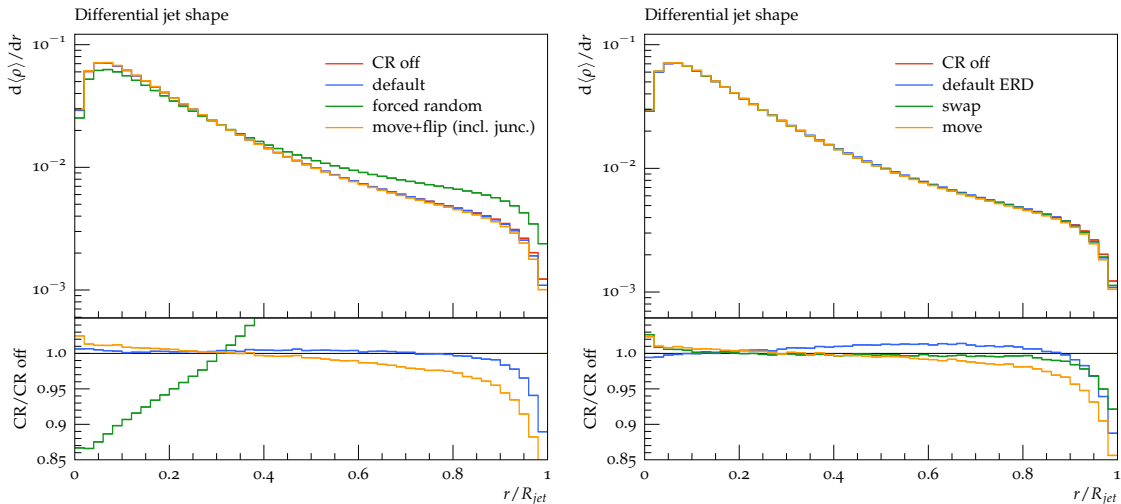 Differential jet shape
d⟨ρ⟩/dr
10⁻¹
10⁻²
10⁻³
CR off
default
forced random
move+flip (incl. junc.)
CR/CR off
1.0
0.95
0.9
0.85
0
0.2
0.4
0.6
0.8
1
r/R_jet
Differential jet shape
d⟨ρ⟩/dr
10⁻¹
10⁻²
10⁻³
CR off
default ERD
swap
move
CR/CR off
1.0
0.95
0.9
0.85
0
0.2
0.4
0.6
0.8
1
r/R_jet